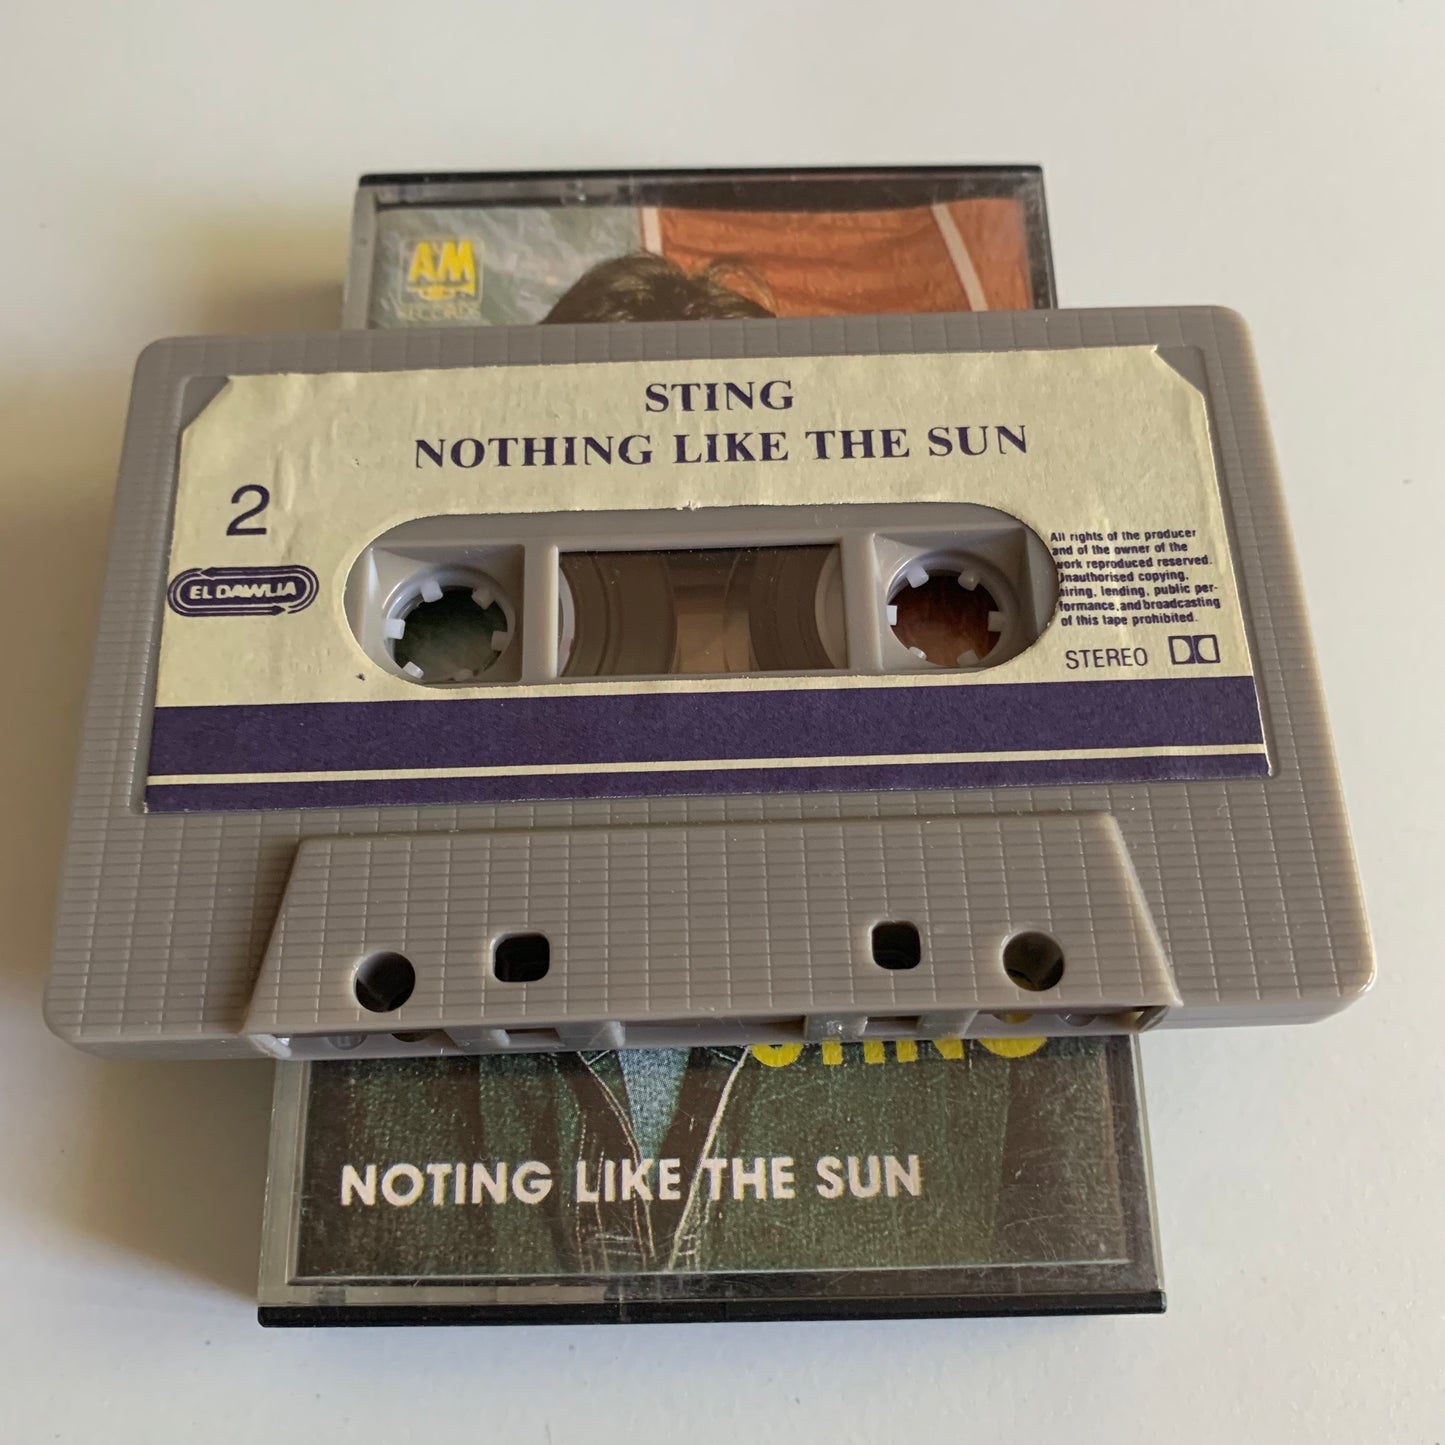 A&M
RECORDS
STING
NOTHING LIKE THE SUN
2
EL DAWLIA
All rights of the producer
and of the owner of the
work reproduced reserved.
Unauthorised copying,
hiring, lending, public per-
formance, and broadcasting
of this tape prohibited.
STEREO
STING
NOTING LIKE THE SUN